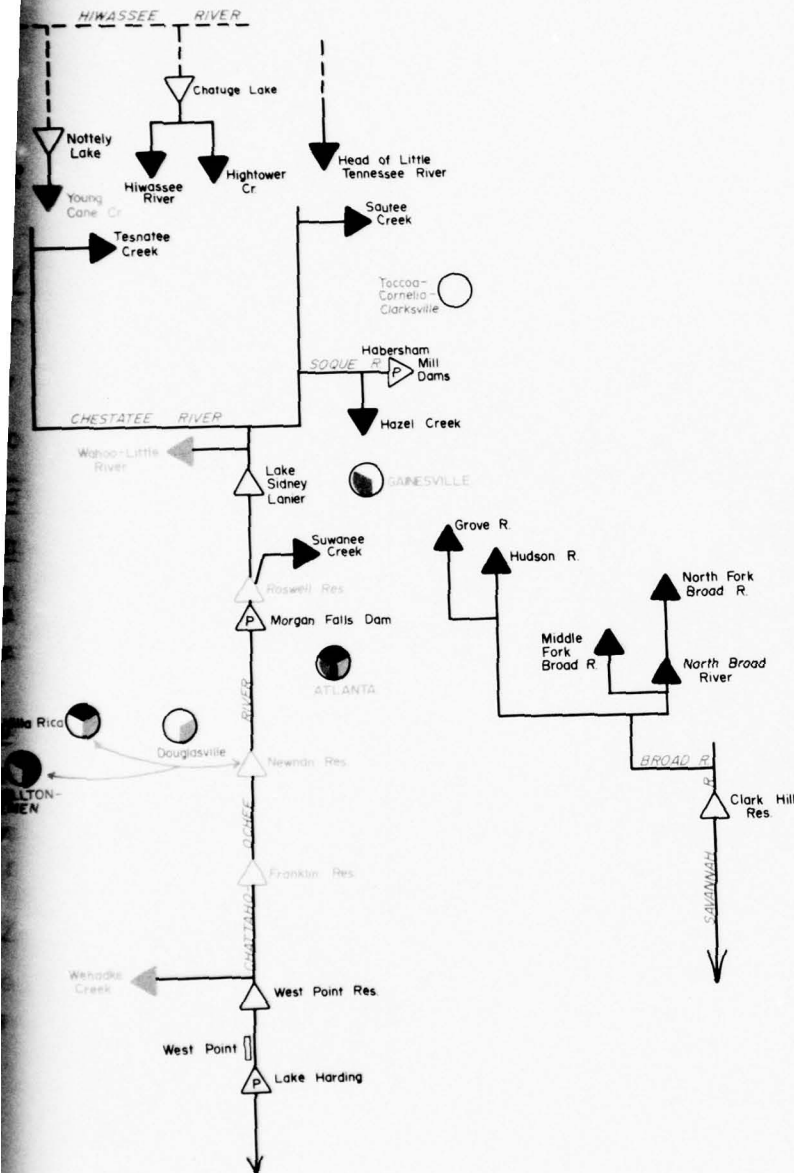 HIWASSEE RIVER
Chatuge Lake
Nottely
Lake
Hiwassee
River
Hightower
Cr.
Head of Little
Tennessee River
Young
Cane Cr.
Sautee
Creek
Tesnatee
Creek
Toccoa-
Cornelia-
Clarksville
SOQUE R.
Habersham
Mill
Dams
P
Hazel Creek
CHESTATEE RIVER
Wahoo-Little
River
Lake
Sidney
Lanier
GAINESVILLE
Suwanee
Creek
Roswell Res.
P
Morgan Falls Dam
ATLANTA
Grove R.
Hudson R.
North Fork
Broad R.
Middle
Fork
Broad R.
North Broad
River
BROAD R.
Rica
Douglasville
Newnan Res.
Franklin Res.
CHATTAHO-OCHEE RIVER
Clark Hill
Res.
SAVANNAH R.
Wehadke
Creek
West Point Res.
West Point
P
Lake Harding